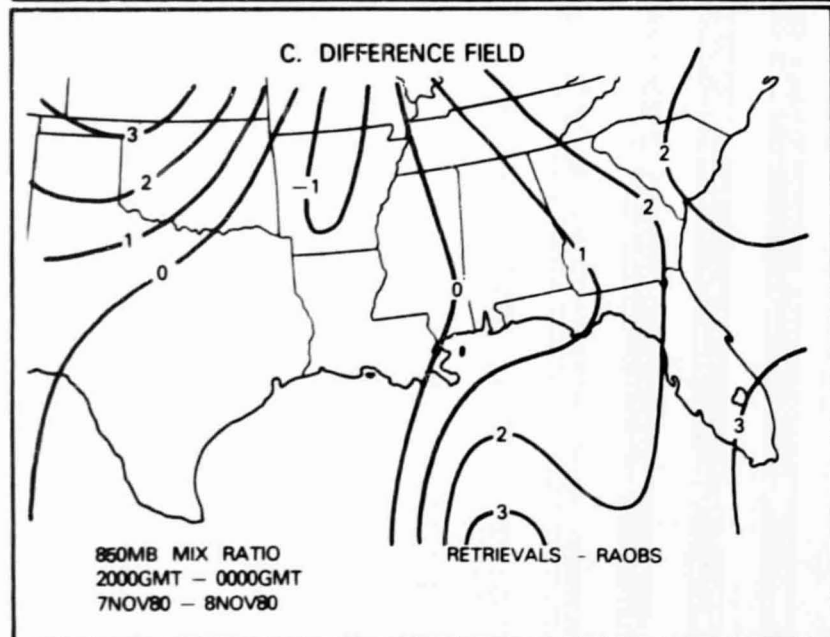 C. DIFFERENCE FIELD
3
2
2
-1
2
1
1
0
0
3
2
3
850MB MIX RATIO
RETRIEVALS - RAOBS
2000GMT - 0000GMT
7NOV80 - 8NOV80